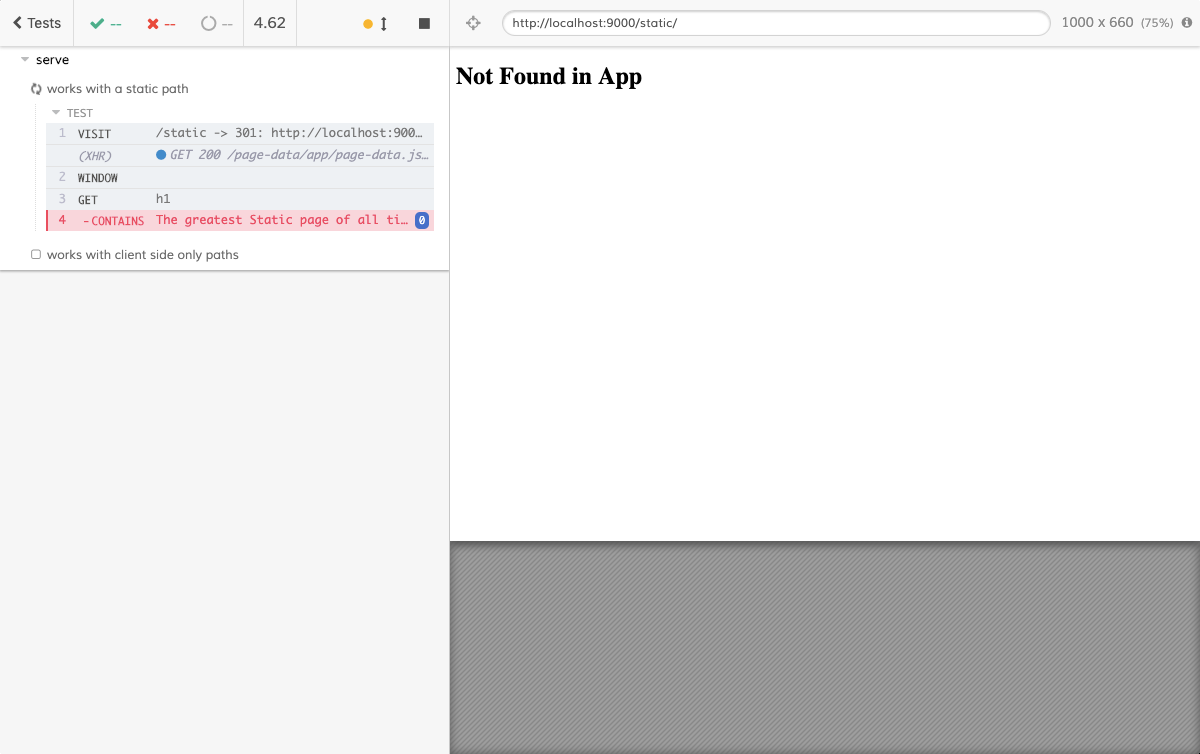 Tests -- -- -- 4.62
http://localhost:9000/static/ 1000 x 660 (75%)
serve
works with a static path
TEST
1 VISIT /static -> 301: http://localhost:900…
(XHR) GET 200 /page-data/app/page-data.js…
2 WINDOW
3 GET h1
4 -CONTAINS The greatest Static page of all ti… 0
works with client side only paths
Not Found in App